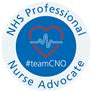 NHS Professional
#teamCNO
Nurse Advocate